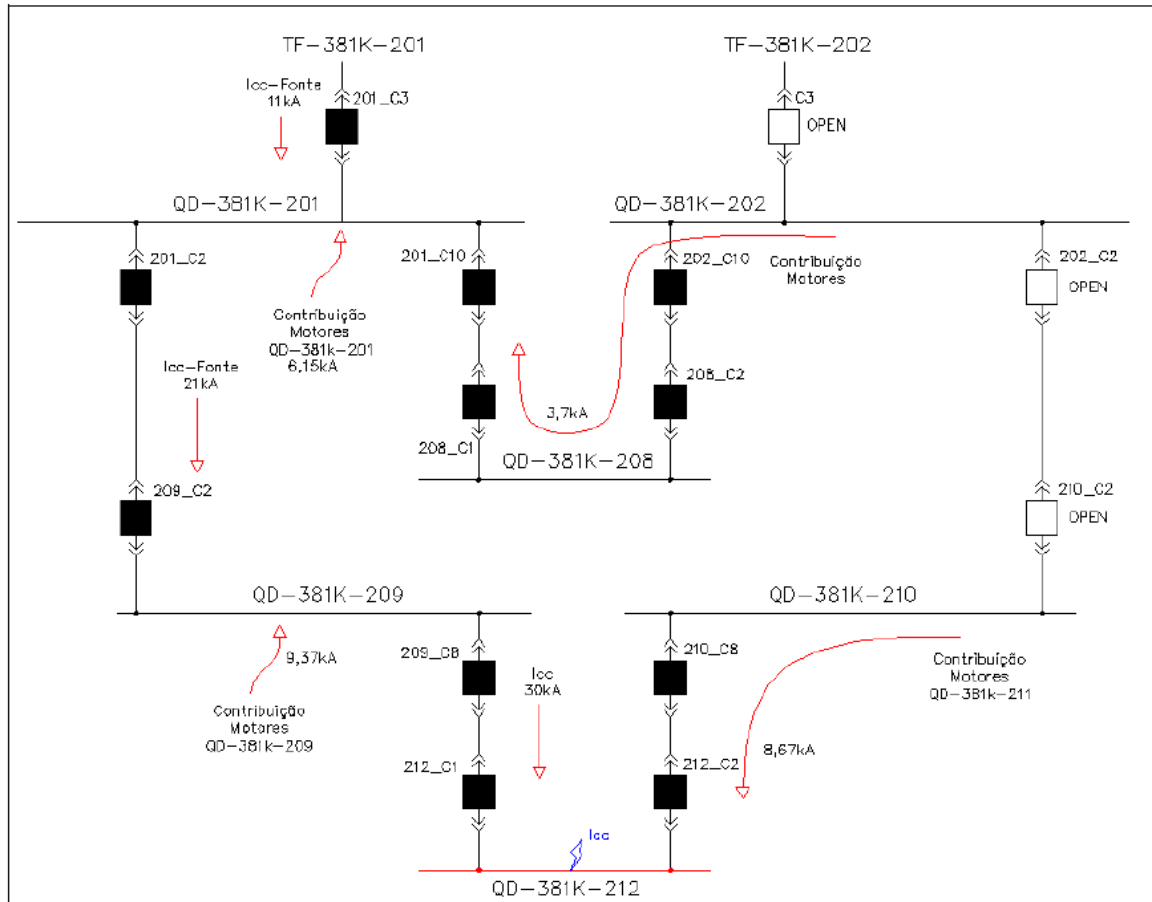 TF-381K-201
TF-381K-202
Icc-Fonte
11kA
201_C3
C3
OPEN
QD-381K-201
QD-381K-202
201_C2
201_C10
202_C10
Contribuição
Motores
202_C2
OPEN
Contribuição
Motores
QD-381k-201
6,15kA
Icc-Fonte
21kA
208_C2
3,7kA
208_C1
QD-381K-208
209_C2
210_C2
OPEN
QD-381K-209
QD-381K-210
9,37kA
209_C8
210_C8
Contribuição
Motores
QD-381k-211
Icc
30kA
Contribuição
Motores
QD-381k-209
8,67kA
212_C1
212_C2
Icc
QD-381K-212